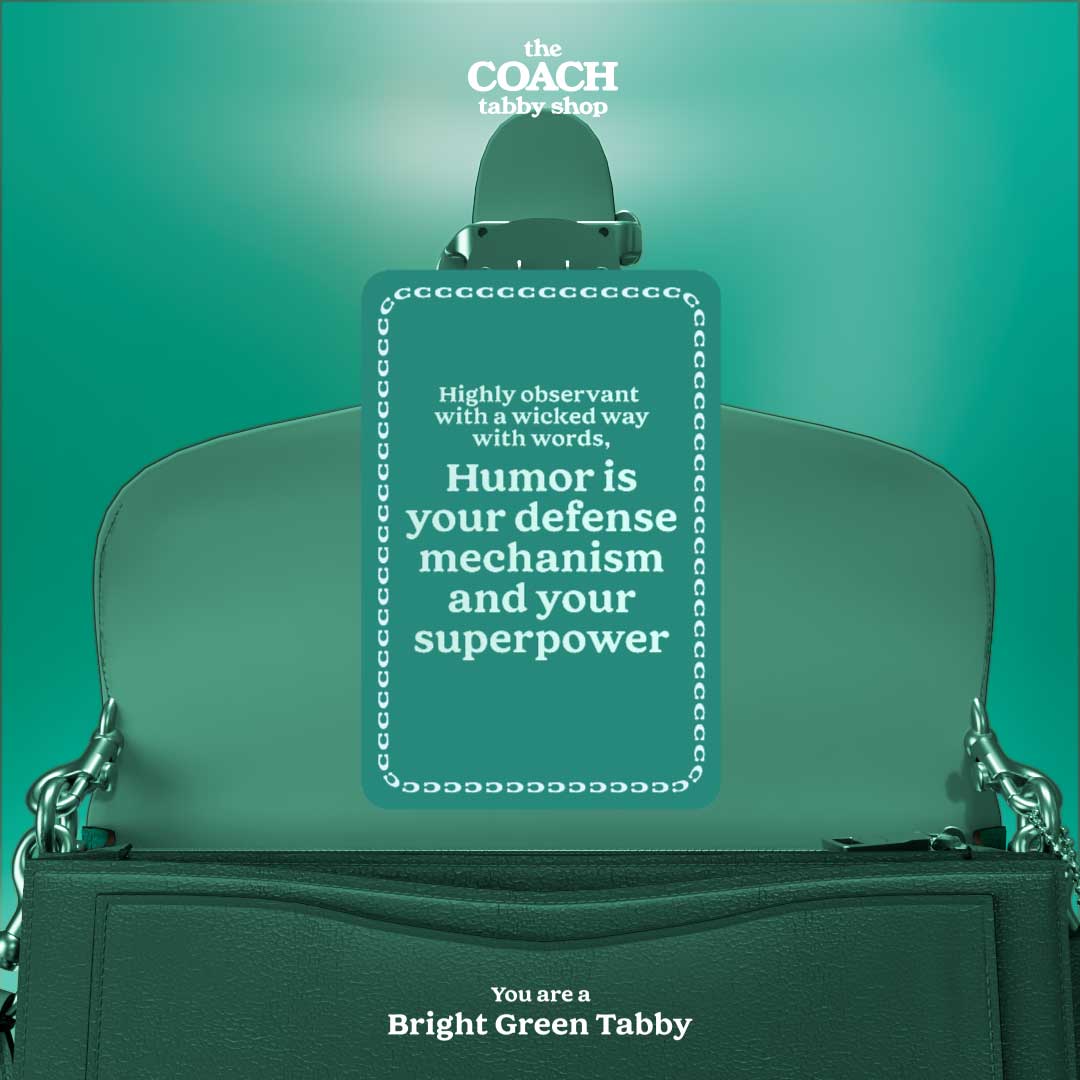 the
COACH
tabby shop
Highly observant
with a wicked way
with words,
Humor is
your defense
mechanism
and your
superpower
You are a
Bright Green Tabby